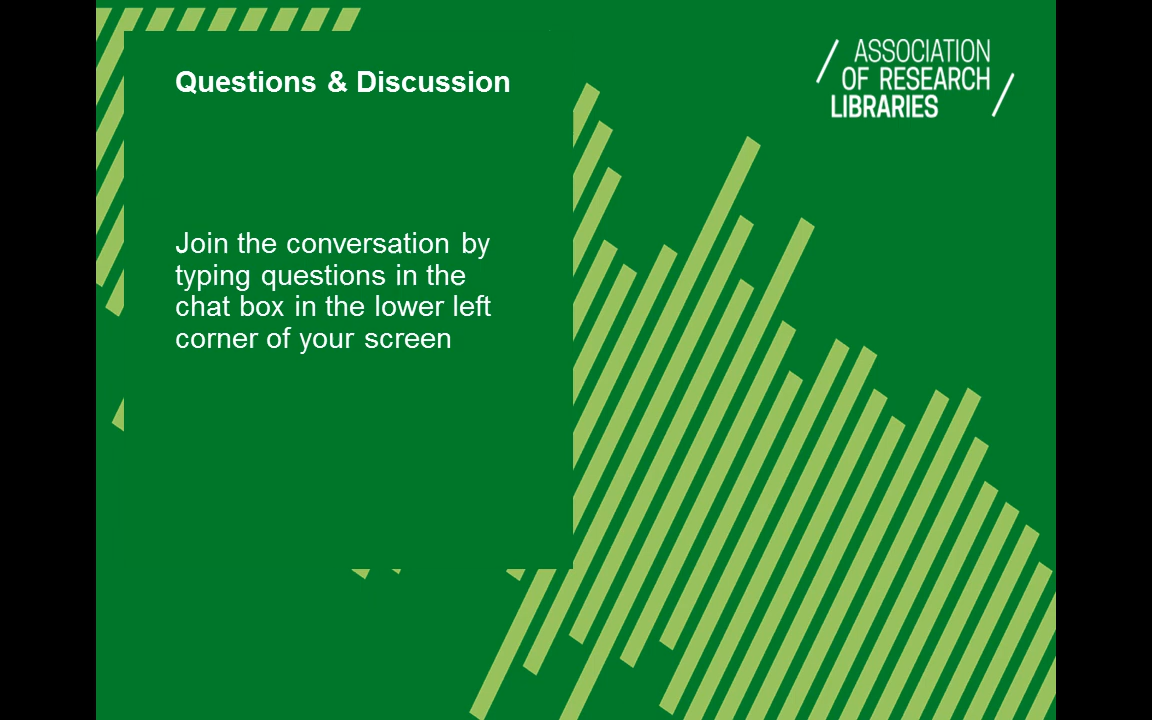 Questions & Discussion
ASSOCIATION
OF RESEARCH
LIBRARIES
Join the conversation by
typing questions in the
chat box in the lower left
corner of your screen